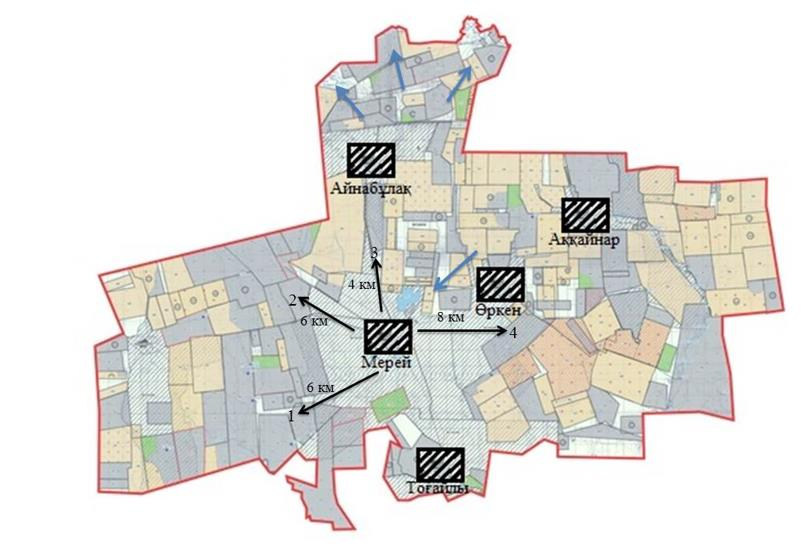 Айнабұлақ
Аққайнар
3
4 км
2
6 км
Өркен
8 км
4
Мерей
6 км
1
Тоғайлы